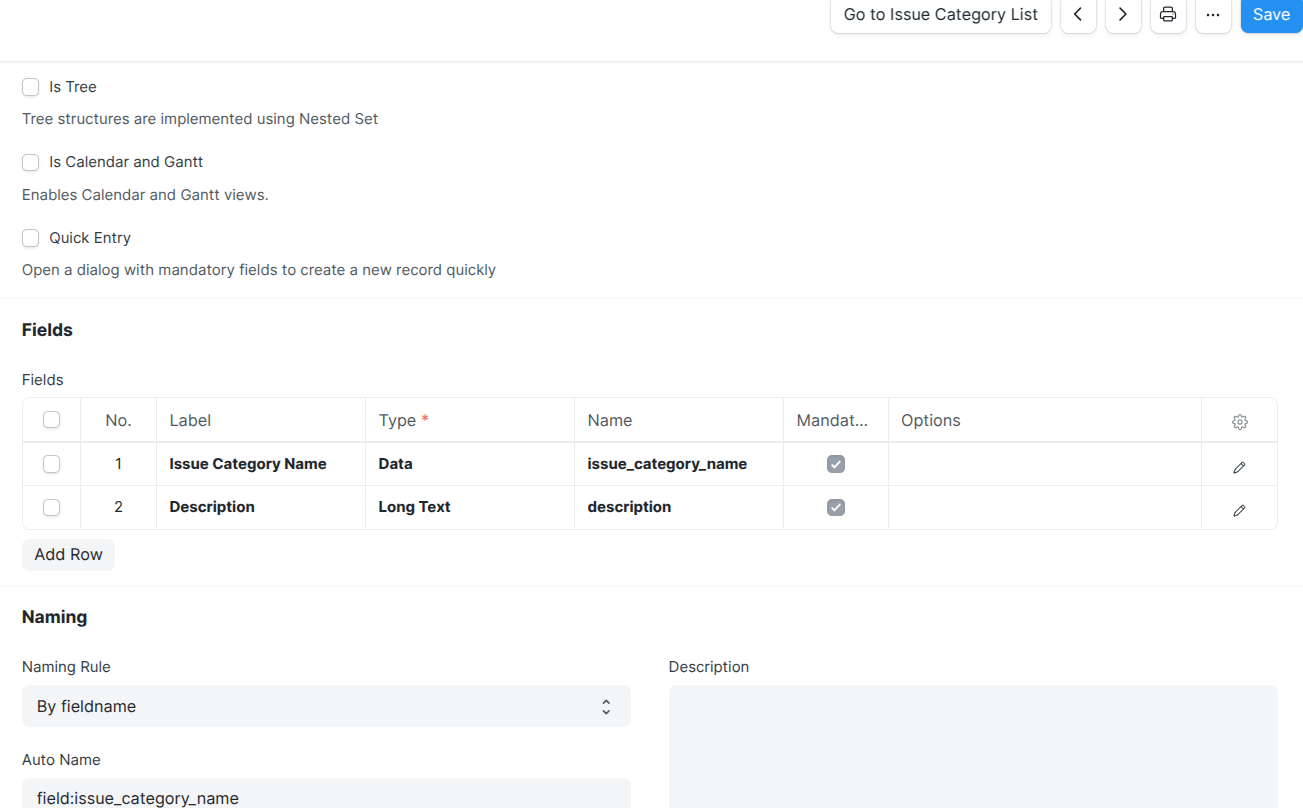 Go to Issue Category List
...
Save
Is Tree
Tree structures are implemented using Nested Set
Is Calendar and Gantt
Enables Calendar and Gantt views.
Quick Entry
Open a dialog with mandatory fields to create a new record quickly
Fields
Fields
No. Label Type * Name Mandat... Options
1 Issue Category Name Data issue_category_name
2 Description Long Text description
Add Row
Naming
Naming Rule
By fieldname
Auto Name
field:issue_category_name
Description